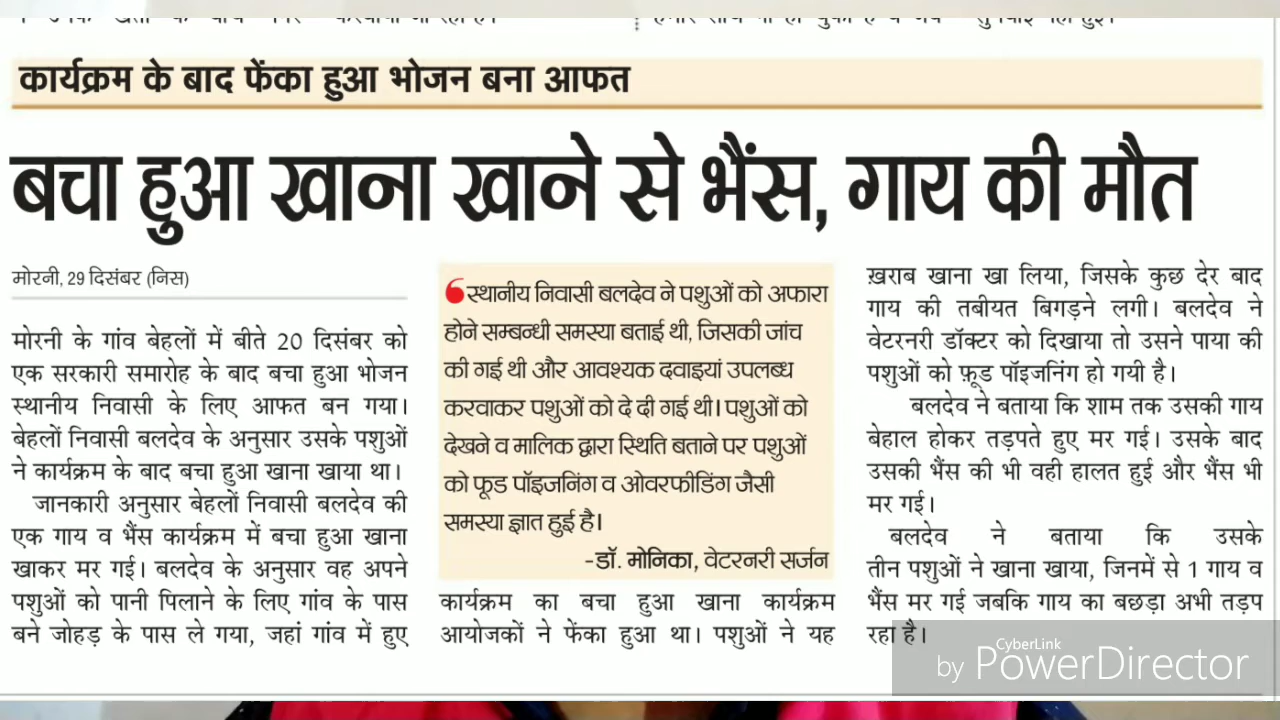 कार्यक्रम के बाद फेंका हुआ भोजन बना आफत
बचा हुआ खाना खाने से भैंस, गाय की मौत
मोरनी, 29 दिसंबर (निस)
मोरनी के गांव बेहलों में बीते 20 दिसंबर को
एक सरकारी समारोह के बाद बचा हुआ भोजन
स्थानीय निवासी के लिए आफत बन गया।
बेहलों निवासी बलदेव के अनुसार उसके पशुओं
ने कार्यक्रम के बाद बचा हुआ खाना खाया था।
जानकारी अनुसार बेहलों निवासी बलदेव की
एक गाय व भैंस कार्यक्रम में बचा हुआ खाना
खाकर मर गई। बलदेव के अनुसार वह अपने
पशुओं को पानी पिलाने के लिए गांव के पास
बने जोहड़ के पास ले गया, जहां गांव में हुए
स्थानीय निवासी बलदेव ने पशुओं को अफारा
होने सम्बन्धी समस्या बताई थी, जिसकी जांच
की गई थी और आवश्यक दवाइयां उपलब्ध
करवाकर पशुओं को दे दी गई थी। पशुओं को
देखने व मालिक द्वारा स्थिति बताने पर पशुओं
को फूड पॉइजनिंग व ओवरफीडिंग जैसी
समस्या ज्ञात हुई है।
-डॉ. मोनिका, वेटरनरी सर्जन
कार्यक्रम का बचा हुआ खाना कार्यक्रम
आयोजकों ने फेंका हुआ था। पशुओं ने यह
ख़राब खाना खा लिया, जिसके कुछ देर बाद
गाय की तबीयत बिगड़ने लगी। बलदेव ने
वेटरनरी डॉक्टर को दिखाया तो उसने पाया की
पशुओं को फ़ूड पॉइजनिंग हो गयी है।
बलदेव ने बताया कि शाम तक उसकी गाय
बेहाल होकर तड़पते हुए मर गई। उसके बाद
उसकी भैंस की भी वही हालत हुई और भैंस भी
मर गई।
बलदेव ने बताया कि उसके
तीन पशुओं ने खाना खाया, जिनमें से 1 गाय व
भैंस मर गई जबकि गाय का बछड़ा अभी तड़प
रहा है।
CyberLink
by PowerDirector